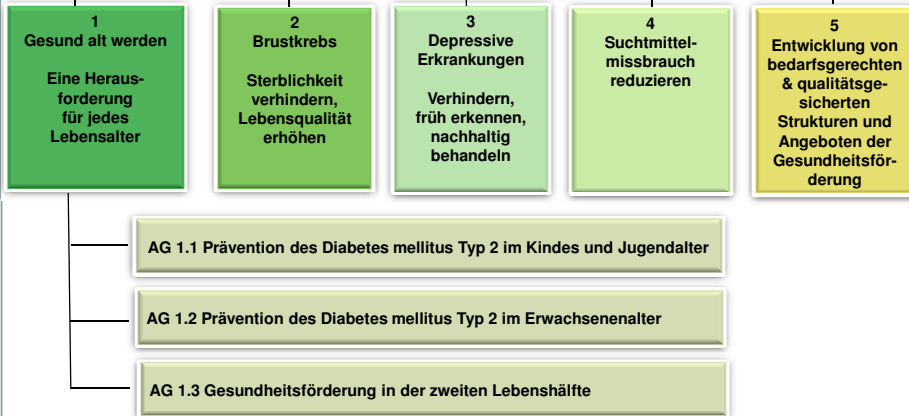 1
Gesund alt werden
Eine Heraus-
forderung
für jedes
Lebensalter
2
Brustkrebs
Sterblichkeit
verhindern,
Lebensqualität
erhöhen
3
Depressive
Erkrankungen
Verhindern,
früh erkennen,
nachhaltig
behandeln
4
Suchtmittel-
missbrauch
reduzieren
5
Entwicklung von
bedarfsgerechten
& qualitätsge-
sicherten
Strukturen und
Angeboten der
Gesundheitsför-
derung
AG 1.1 Prävention des Diabetes mellitus Typ 2 im Kindes und Jugendalter
AG 1.2 Prävention des Diabetes mellitus Typ 2 im Erwachsenenalter
AG 1.3 Gesundheitsförderung in der zweiten Lebenshälfte